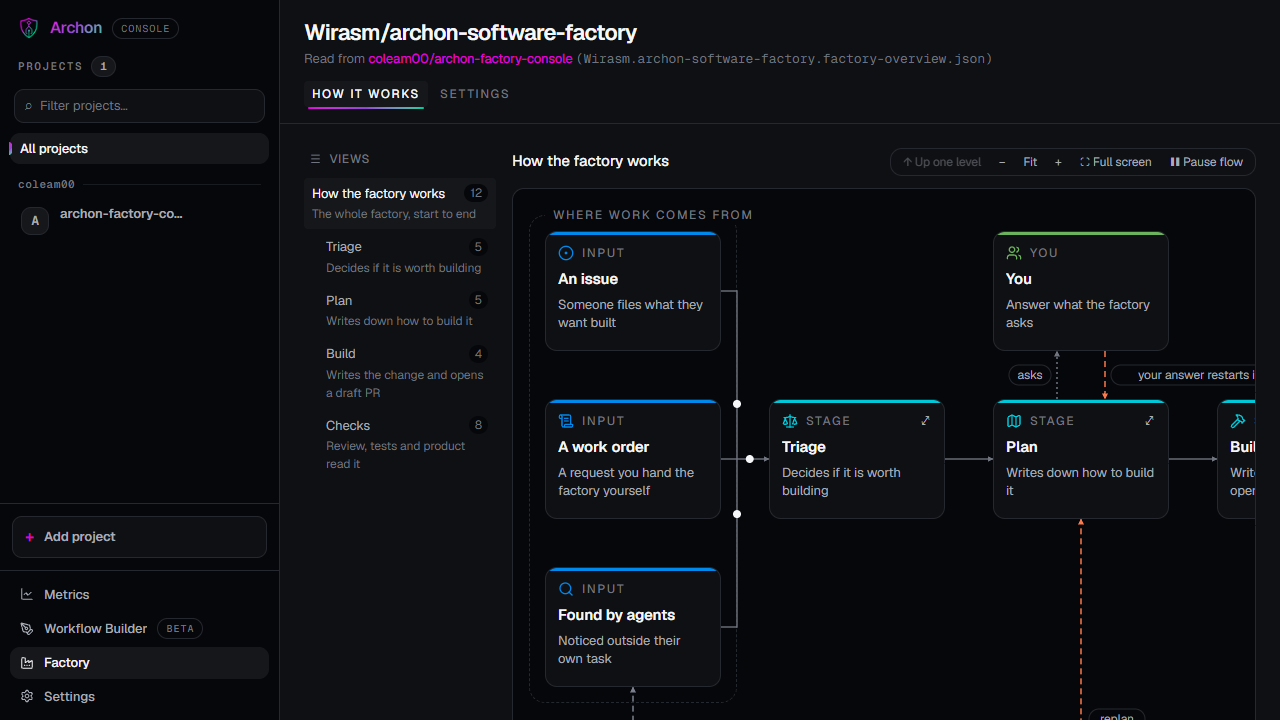 Archon CONSOLE
PROJECTS 1
Filter projects...
All projects
coleam00
A archon-factory-co...
+ Add project
Metrics
Workflow Builder BETA
Factory
Settings
Wirasm/archon-software-factory
Read from coleam00/archon-factory-console (Wirasm.archon-software-factory.factory-overview.json)
HOW IT WORKS SETTINGS
VIEWS
How the factory works 12
The whole factory, start to end
Triage 5
Decides if it is worth building
Plan 5
Writes down how to build it
Build 4
Writes the change and opens
a draft PR
Checks 8
Review, tests and product
read it
How the factory works
Up one level − Fit + Full screen Pause flow
WHERE WORK COMES FROM
INPUT
An issue
Someone files what they
want built
YOU
You
Answer what the factory
asks
asks
your answer restarts i
INPUT
A work order
A request you hand the
factory yourself
STAGE
Triage
Decides if it is worth
building
STAGE
Plan
Writes down how to build
it
Buil
Writ
oper
INPUT
Found by agents
Noticed outside their
own task
replan